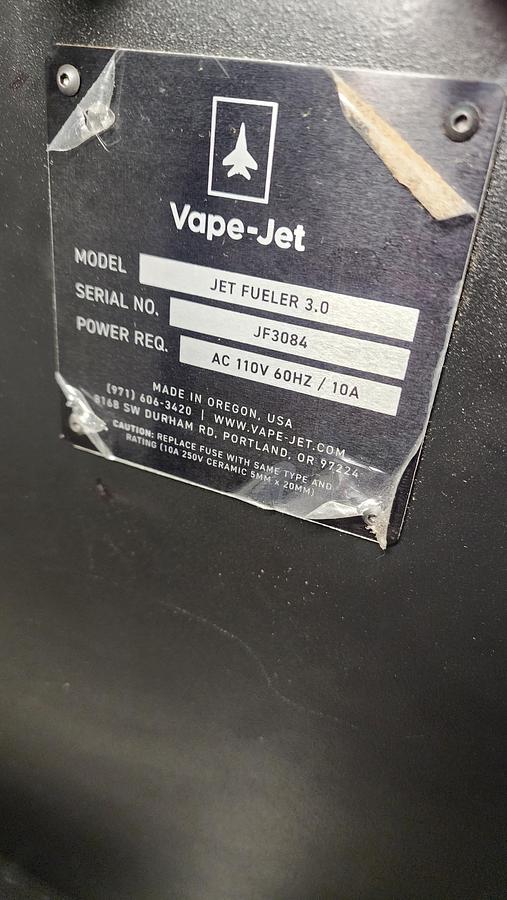 Vape-Jet
MODEL JET FUELER 3.0
SERIAL NO. JF3084
POWER REQ. AC 110V 60HZ / 10A
MADE IN OREGON, USA
(971) 606-3420 | WWW.VAPE-JET.COM
8168 SW DURHAM RD, PORTLAND, OR 97224
CAUTION: REPLACE FUSE WITH SAME TYPE AND
RATING (10A 250V CERAMIC 5MM x 20MM)